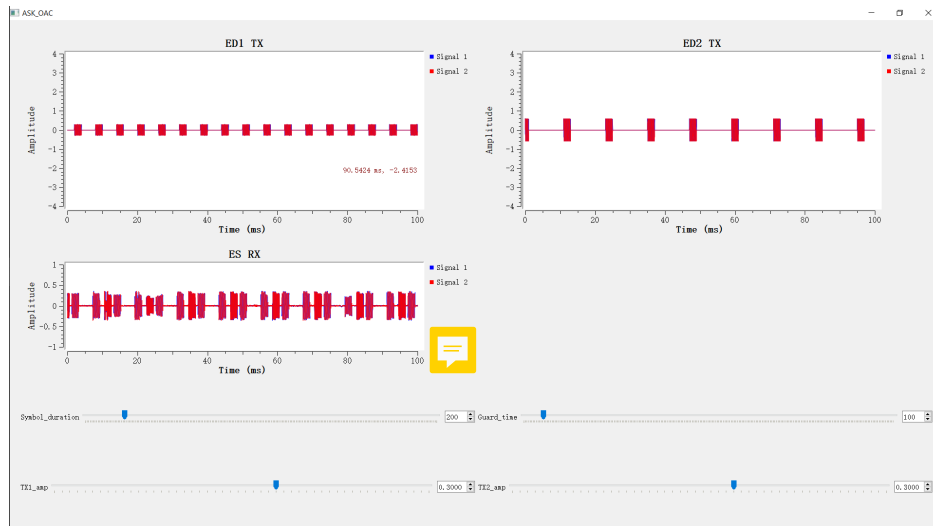 ASK_OAC
ED1 TX
4
3
2
1
0
-1
-2
-3
-4
Amplitude
0 20 40 60 80 100
Time (ms)
90.5424 ms, -2.4153
Signal 1
Signal 2
ED2 TX
4
3
2
1
0
-1
-2
-3
-4
Amplitude
0 20 40 60 80 100
Time (ms)
Signal 1
Signal 2
ES RX
1
0.5
0
-0.5
-1
Amplitude
0 20 40 60 80 100
Time (ms)
Signal 1
Signal 2
Symbol_duration 200 Guard_time 100
TX1_amp 0.3000 TX2_amp 0.3000